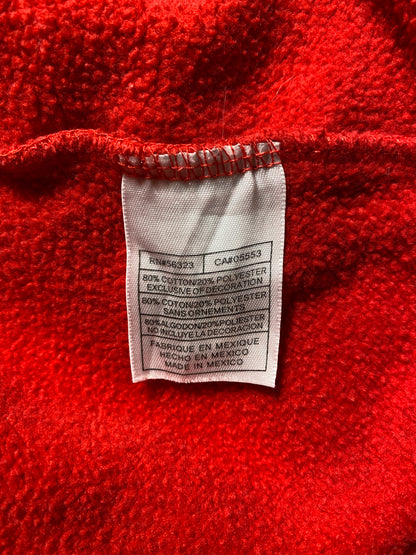 RN#56323 CA#05553
80% COTTON/20% POLYESTER
EXCLUSIVE OF DECORATION
80% COTON/20% POLYESTER
SANS ORNEMENTS
80% ALGODON/20% POLIESTER
NO INCLUYE LA DECORACION
FABRIQUE EN MEXIQUE
HECHO EN MEXICO
MADE IN MEXICO